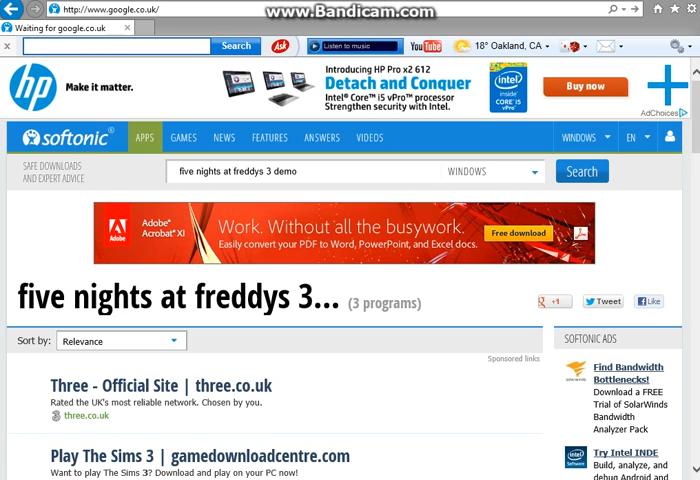 www.Bandicam.com
http://www.google.co.uk/
Waiting for google.co.uk
Search
Ask
Listen to music
YouTube
18° Oakland, CA
hp
Make it matter.
Introducing HP Pro x2 612
Detach and Conquer
Intel® Core™ i5 vPro™ processor
Strengthen security with Intel.
intel
inside™
CORE i5
vPro™
Buy now
AdChoices
softonic®
APPS
GAMES
NEWS
FEATURES
ANSWERS
VIDEOS
WINDOWS
EN
SAFE DOWNLOADS
AND EXPERT ADVICE
five nights at freddys 3 demo
WINDOWS
Search
Adobe
Adobe®
Acrobat® XI
Work. Without all the busywork.
Easily convert your PDF to Word, PowerPoint, and Excel docs.
Free download
five nights at freddys 3... (3 programs)
+1
Tweet
Like
Sort by:
Relevance
SOFTONIC ADS
Sponsored links
Three - Official Site | three.co.uk
Rated the UK's most reliable network. Chosen by you.
three.co.uk
Play The Sims 3 | gamedownloadcentre.com
Want to play The Sims 3? Download and play on your PC now!
Find Bandwidth
Bottlenecks!
Download a FREE
Trial of SolarWinds
Bandwidth
Analyzer Pack
Try Intel INDE
Build, analyze, and
debug Android and